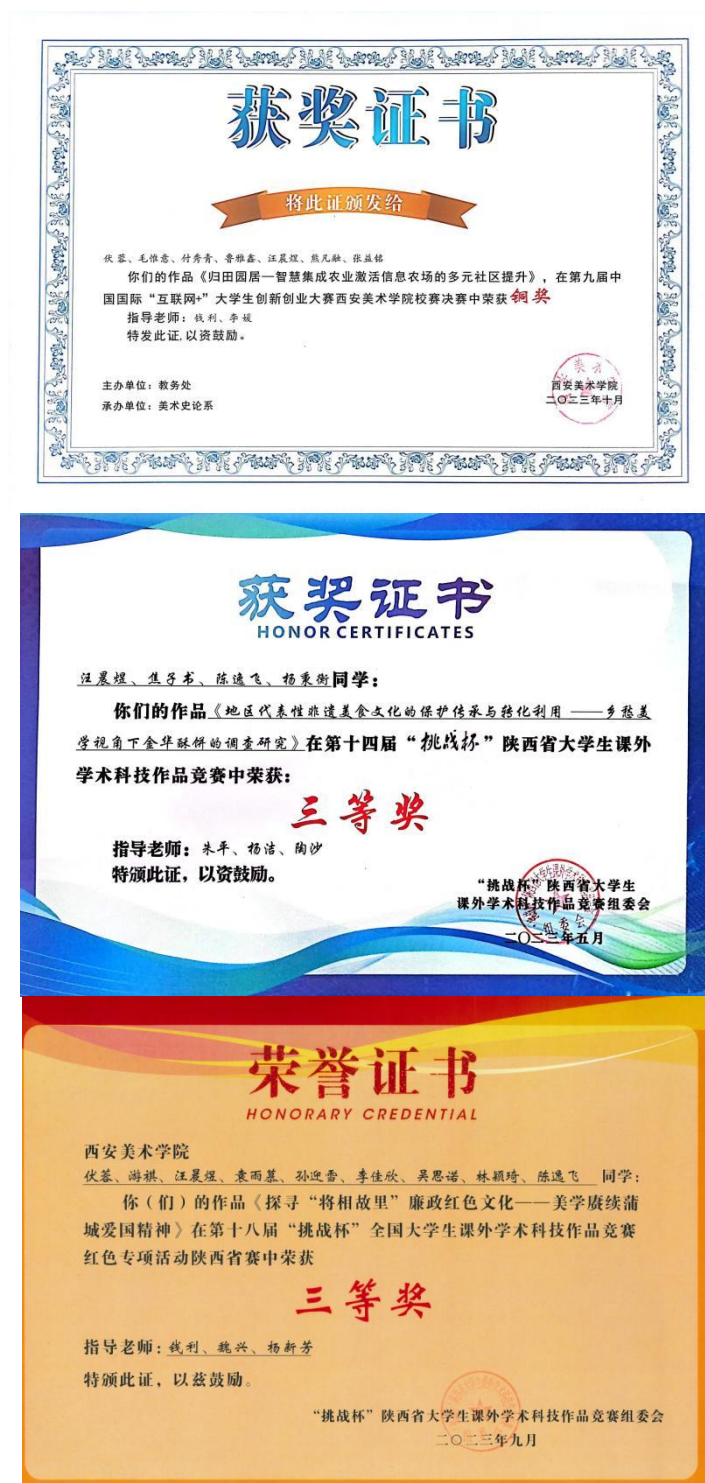 获奖证书
将此证颁发给
伏蓉、毛惟意、付秀青、鲁雅鑫、汪晨煜、熊凡融、张益铭
你们的作品《归田园居—智慧集成农业激活信息农场的多元社区提升》，在第九届中
国国际“互联网+”大学生创新创业大赛西安美术学院校赛决赛中荣获铜奖
指导老师：钱利、李媛
特发此证,以资鼓励。
主办单位：教务处
承办单位：美术史论系
西安美术学院
二〇二三年十月
获奖证书
HONOR CERTIFICATES
汪晨煜、焦子书、陈逸飞、杨秉衡同学：
你们的作品《地区代表性非遗美食文化的保护传承与转化利用 ——乡愁美
学视角下金华酥饼的调查研究》在第十四届“挑战杯”陕西省大学生课外
学术科技作品竞赛中荣获：
三等奖
指导老师：朱平、杨洁、陶沙
特颁此证，以资鼓励。
“挑战杯”陕西省大学生
课外学术科技作品竞赛组委会
二〇二三年五月
荣誉证书
HONORARY CREDENTIAL
西安美术学院
伏蓉、游祺、汪晨煜、袁雨慕、孙迎雪、李佳欣、吴思诺、林颖琦、陈逸飞 同学：
你（们）的作品《探寻“将相故里”廉政红色文化——美学赓续蒲
城爱国精神》在第十八届“挑战杯”全国大学生课外学术科技作品竞赛
红色专项活动陕西省赛中荣获
三等奖
指导老师：钱利、魏兴、杨新芳
特颁此证，以兹鼓励。
“挑战杯”陕西省大学生课外学术科技作品竞赛组委会
二〇二三年九月